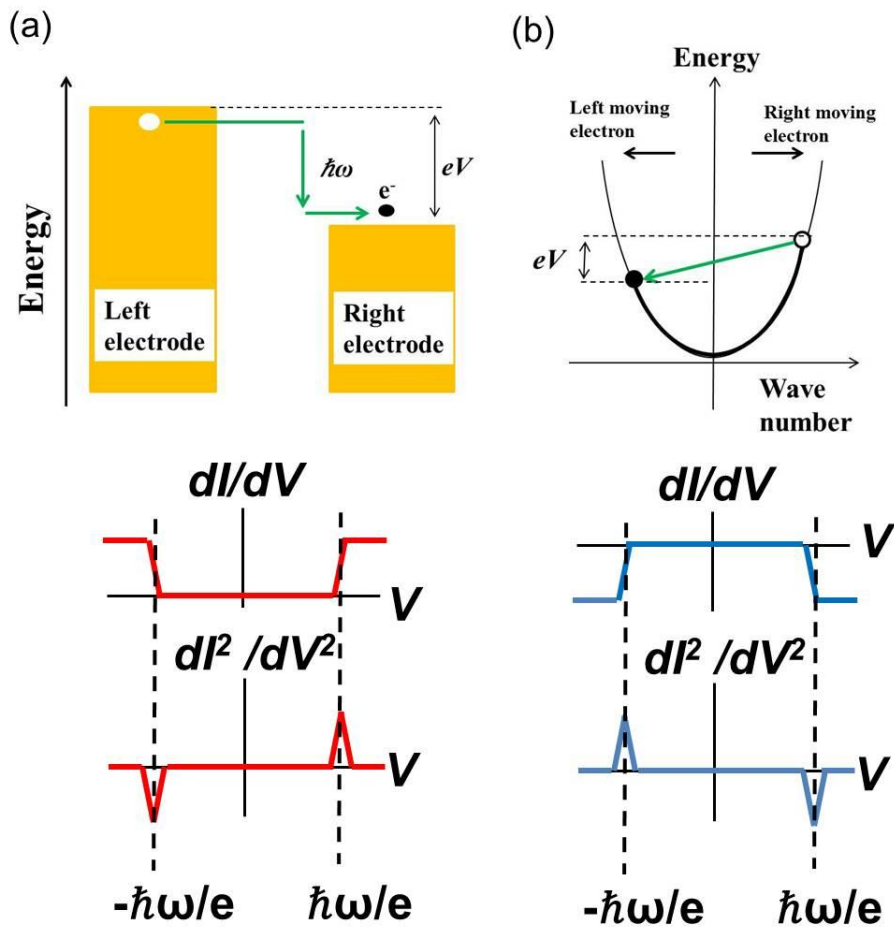 (a)
Energy
Left
electrode
ħω
e⁻
eV
Right
electrode
(b)
Energy
Left moving
electron
Right moving
electron
eV
Wave
number
dI/dV
V
dI² /dV²
V
-ħω/e
ħω/e
dI/dV
V
dI² /dV²
V
-ħω/e
ħω/e